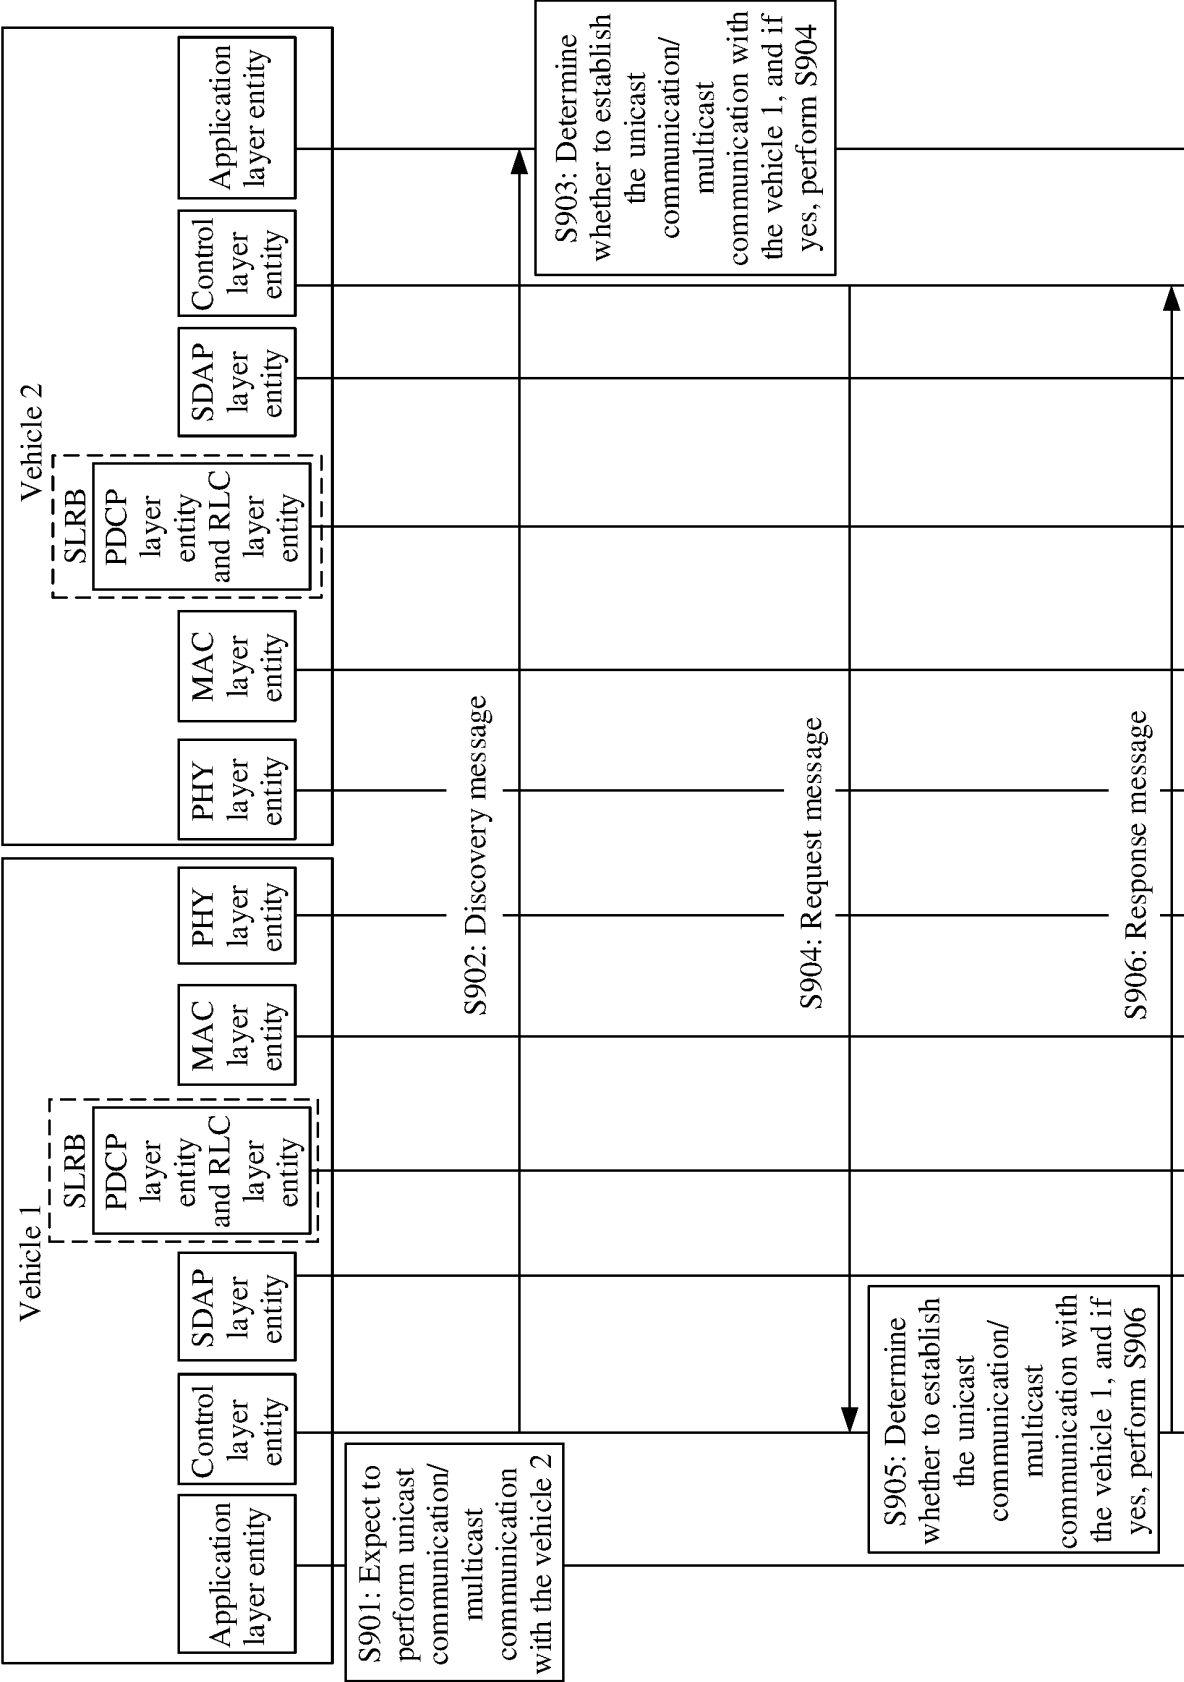 Vehicle 1
Application
layer entity
Control
layer
entity
SDAP
layer
entity
SLRB
PDCP
layer
entity
and RLC
layer
entity
MAC
layer
entity
PHY
layer
entity
Vehicle 2
PHY
layer
entity
MAC
layer
entity
SLRB
PDCP
layer
entity
and RLC
layer
entity
SDAP
layer
entity
Control
layer
entity
Application
layer entity
S901: Expect to
perform unicast
communication/
multicast
communication
with the vehicle 2
S902: Discovery message
S903: Determine
whether to establish
the unicast
communication/
multicast
communication with
the vehicle 1, and if
yes, perform S904
S904: Request message
S905: Determine
whether to establish
the unicast
communication/
multicast
communication with
the vehicle 1, and if
yes, perform S906
S906: Response message